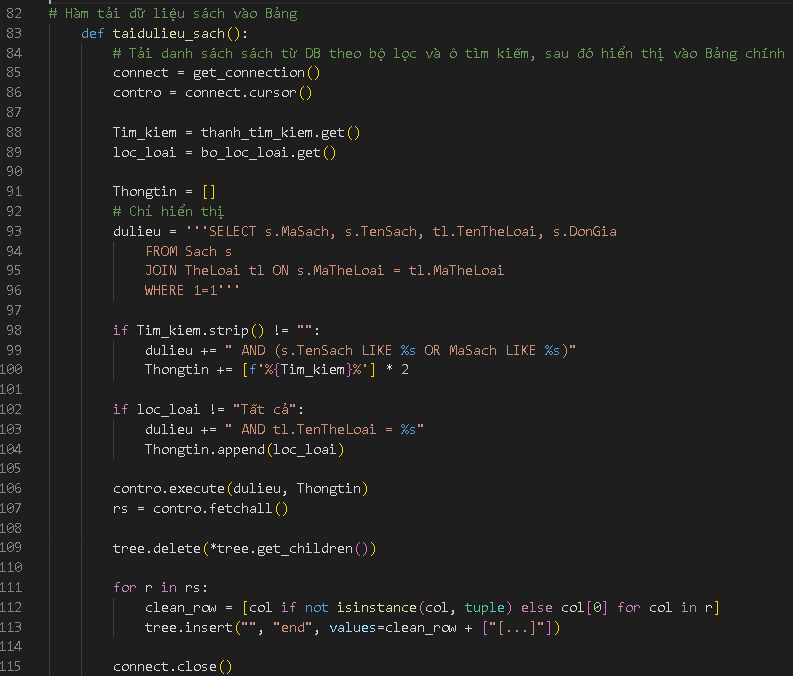 82 # Hàm tải dữ liệu sách vào Bảng
83 def taidulieu_sach():
84 # Tải danh sách sách từ DB theo bộ lọc và ô tìm kiếm, sau đó hiển thị vào Bảng chính
85 connect = get_connection()
86 contro = connect.cursor()
87
88 Tim_kiem = thanh_tim_kiem.get()
89 loc_loai = bo_loc_loai.get()
90
91 Thongtin = []
92 # Chỉ hiển thị
93 dulieu = '''SELECT s.MaSach, s.TenSach, tl.TenTheLoai, s.DonGia
94 FROM Sach s
95 JOIN TheLoai tl ON s.MaTheLoai = tl.MaTheLoai
96 WHERE 1=1'''
97
98 if Tim_kiem.strip() != "":
99 dulieu += " AND (s.TenSach LIKE %s OR MaSach LIKE %s)"
100 Thongtin += [f'%{Tim_kiem}%'] * 2
101
102 if loc_loai != "Tất cả":
103 dulieu += " AND tl.TenTheLoai = %s"
104 Thongtin.append(loc_loai)
105
106 contro.execute(dulieu, Thongtin)
107 rs = contro.fetchall()
108
109 tree.delete(*tree.get_children())
110
111 for r in rs:
112 clean_row = [col if not isinstance(col, tuple) else col[0] for col in r]
113 tree.insert("", "end", values=clean_row + ["[...]"])
114
115 connect.close()